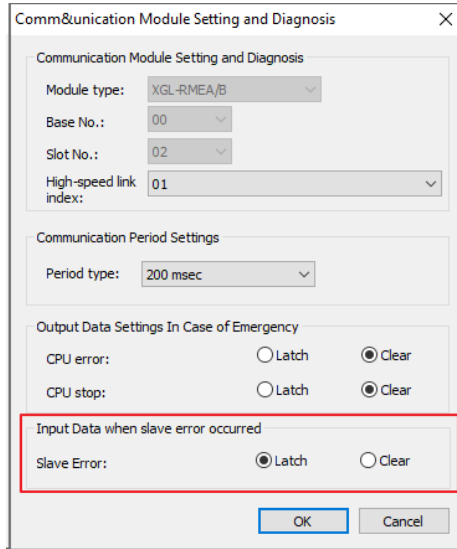 Comm&unication Module Setting and Diagnosis
Communication Module Setting and Diagnosis
Module type: XGL-RMEA/B
Base No.: 00
Slot No.: 02
High-speed link index: 01
Communication Period Settings
Period type: 200 msec
Output Data Settings In Case of Emergency
CPU error: Latch Clear
CPU stop: Latch Clear
Input Data when slave error occurred
Slave Error: Latch Clear
OK Cancel